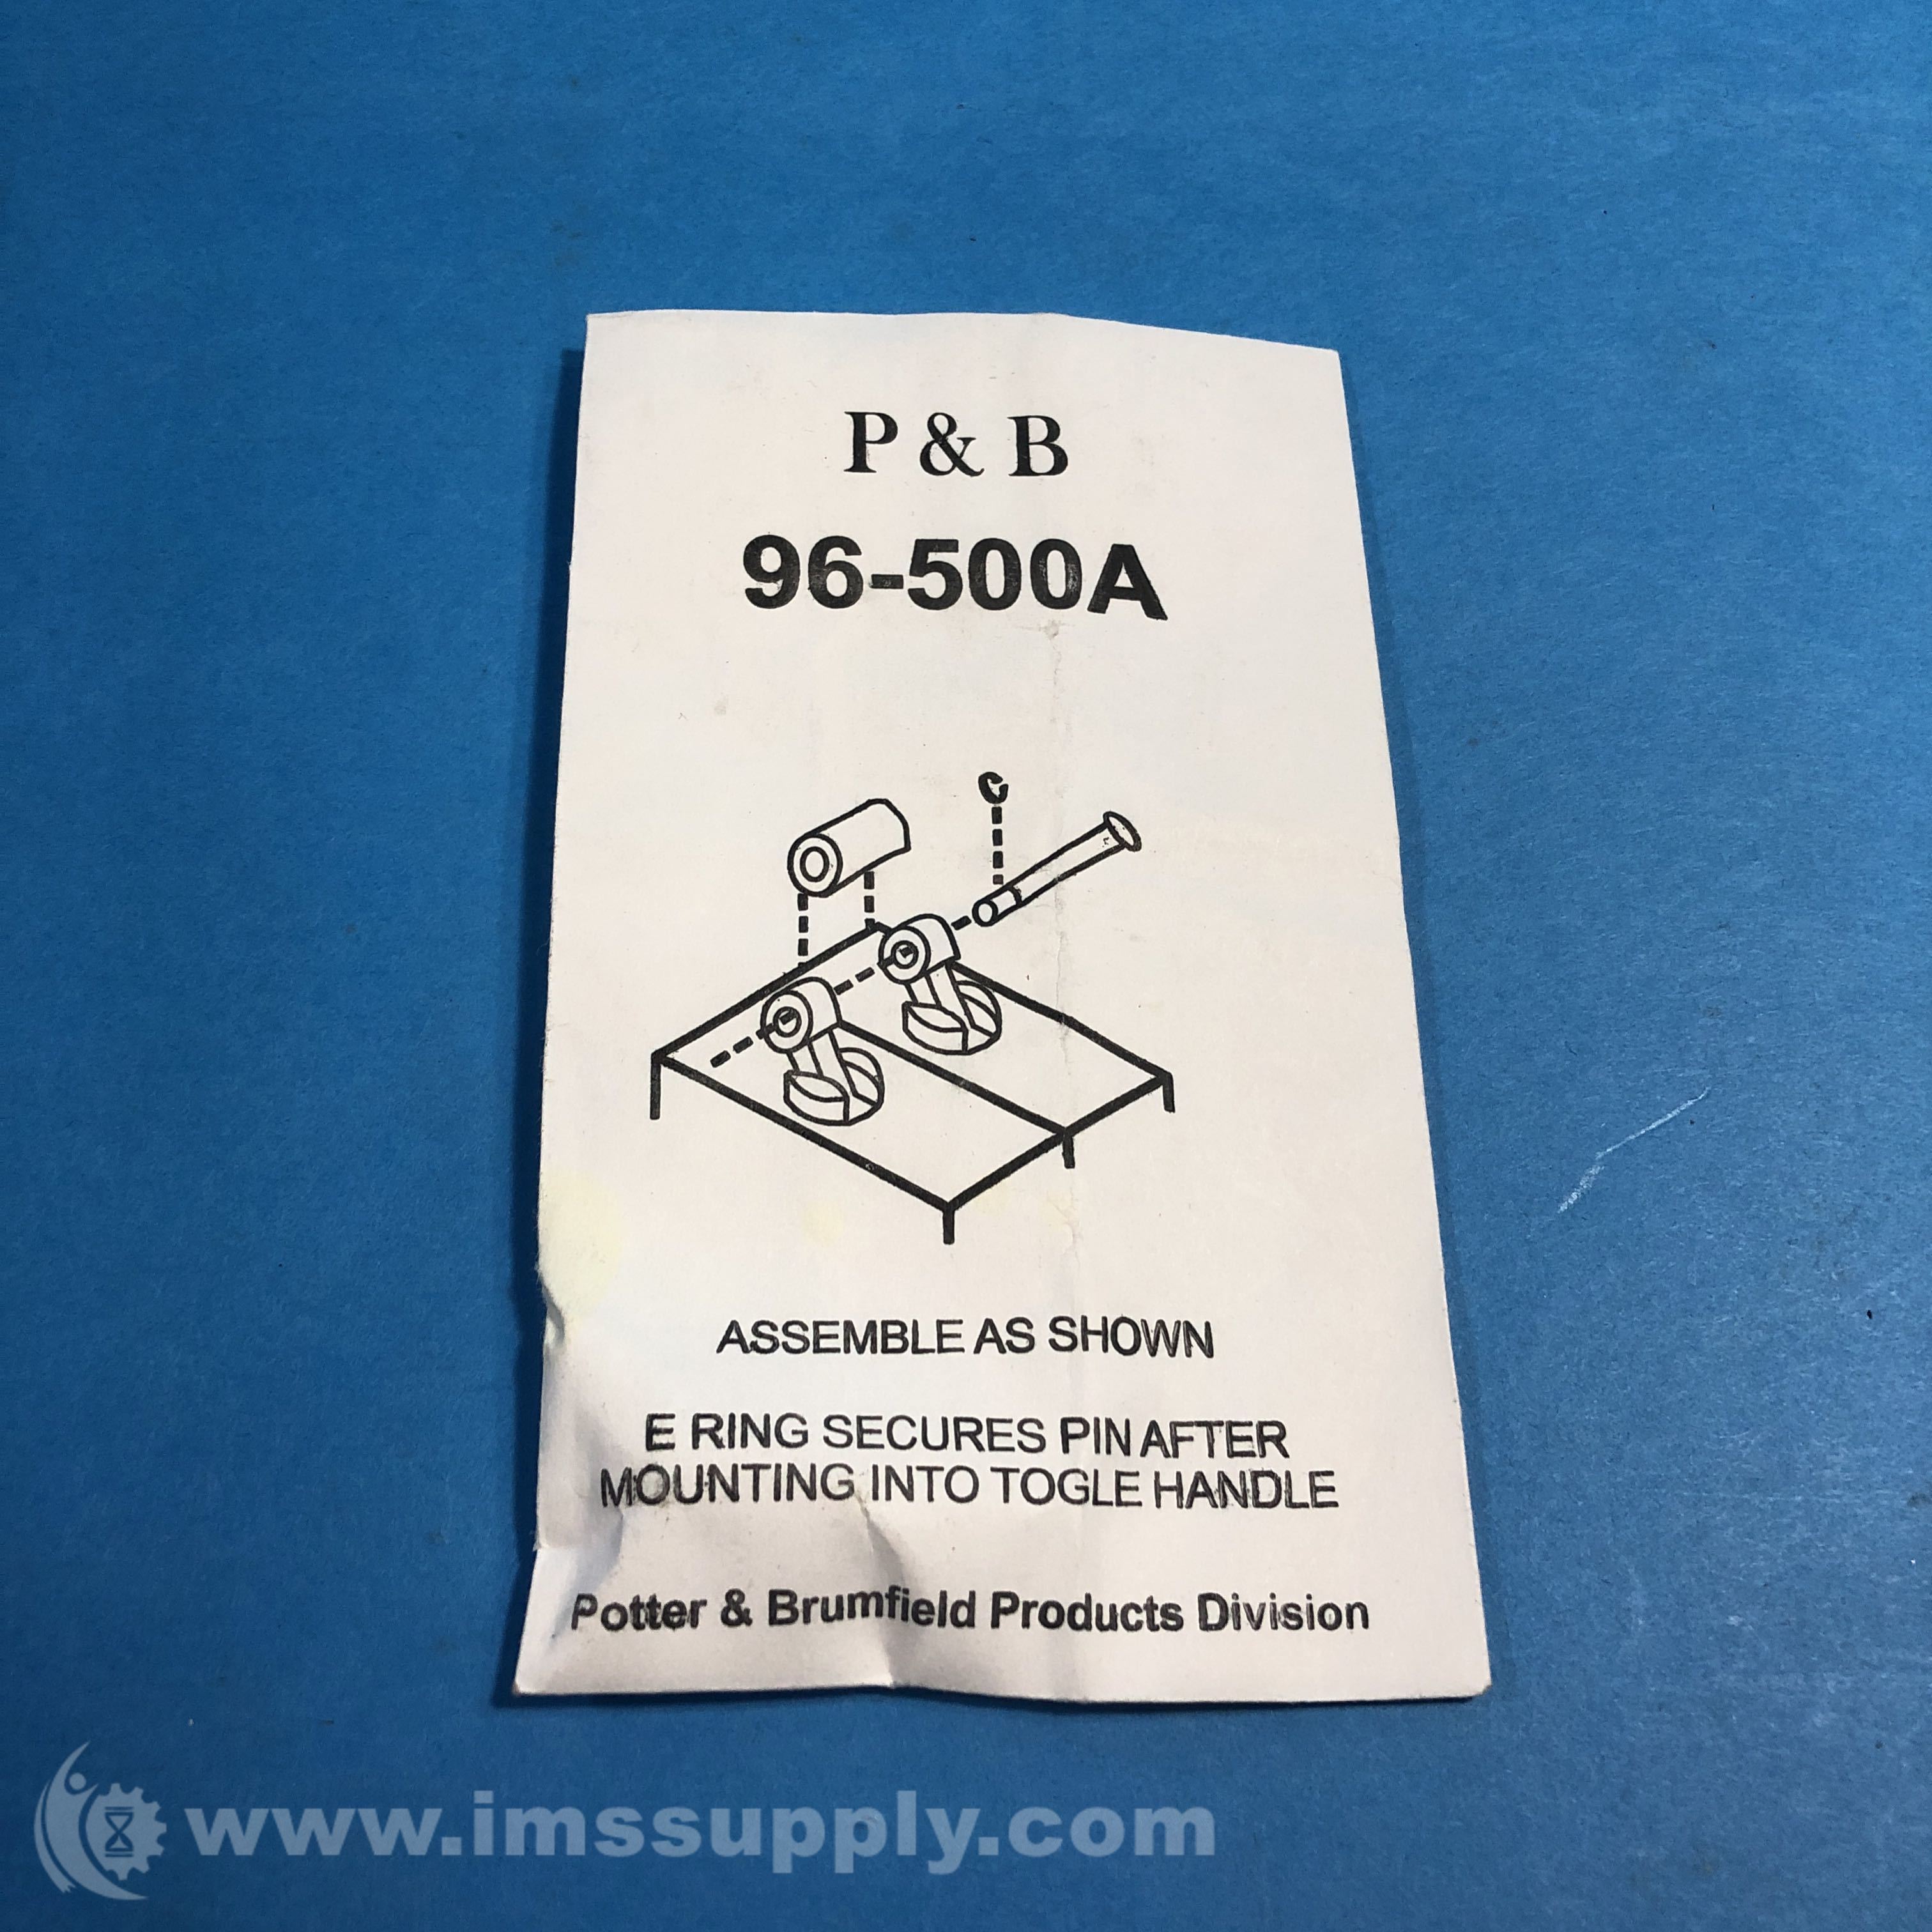 P & B
96-500A
ASSEMBLE AS SHOWN
E RING SECURES PIN AFTER
MOUNTING INTO TOGLE HANDLE
Potter & Brumfield Products Division
www.imssupply.com